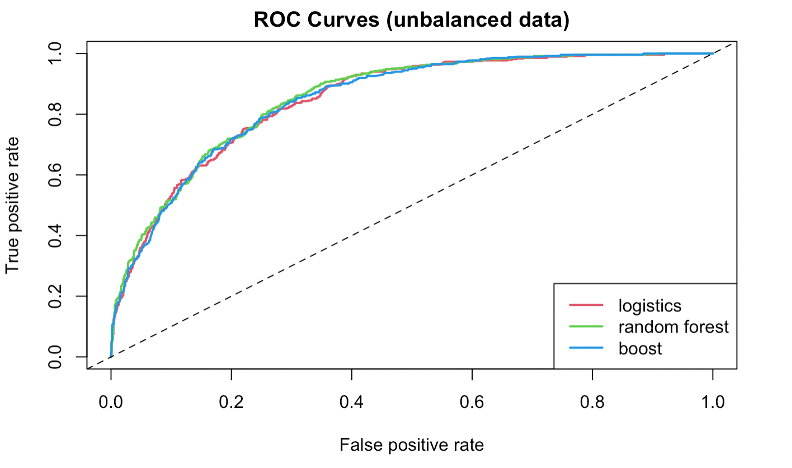 ROC Curves (unbalanced data)
True positive rate
1.0
0.8
0.6
0.4
0.2
0.0
logistics
random forest
boost
0.0 0.2 0.4 0.6 0.8 1.0
False positive rate